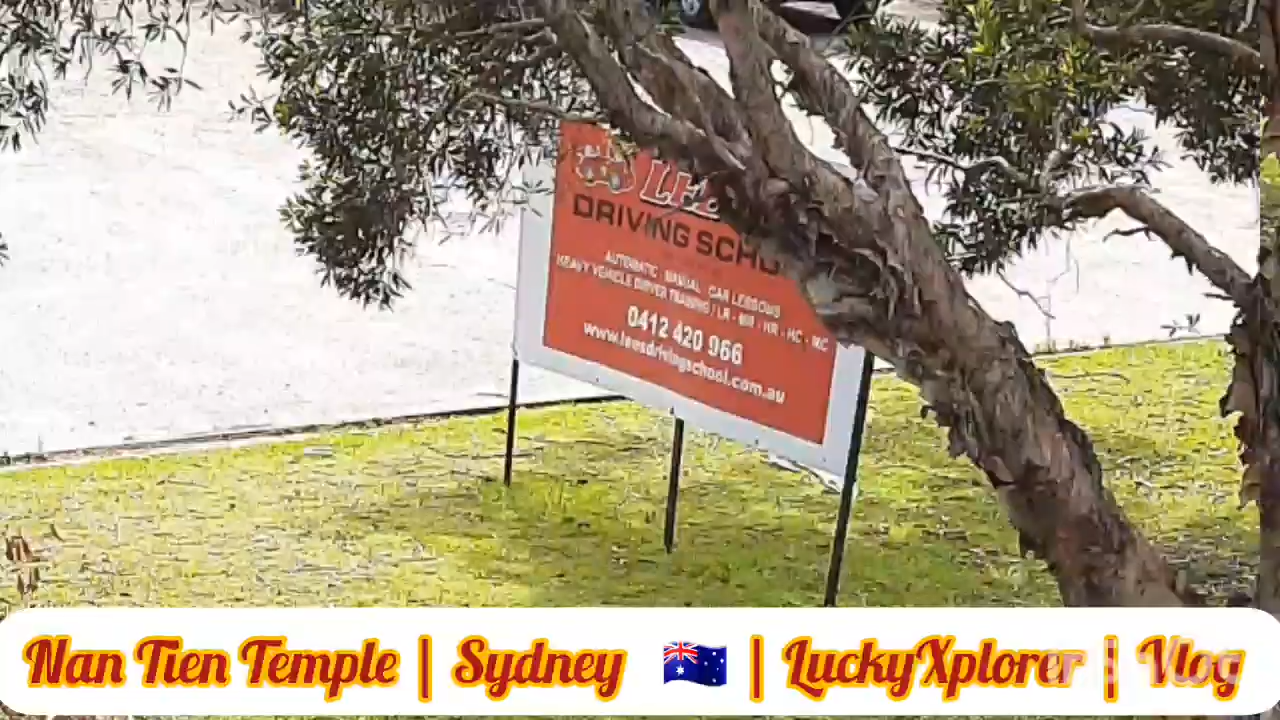 LEES
DRIVING SCHO
AUTOMATIC - MANUAL - CAR LESSONS
HEAVY VEHICLE DRIVER TRAINING / LR - MR - HR - HC - MC
0412 420 966
www.leesdrivingschool.com.au
Nan Tien Temple | Sydney 🇦🇺 | LuckyXplorer | Vlog